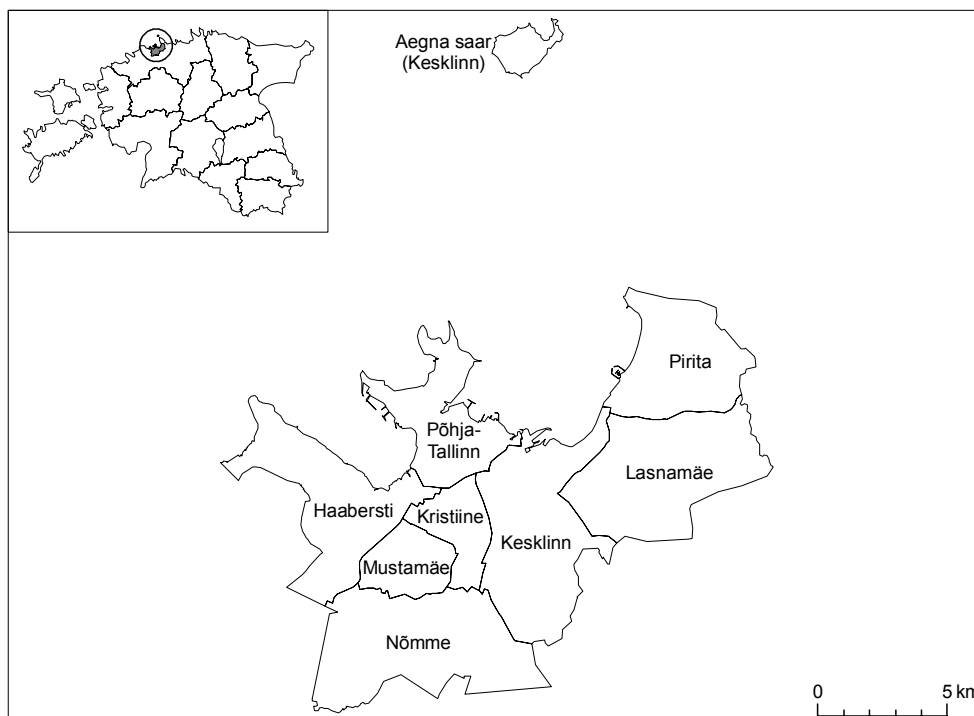 Aegna saar
(Kesklinn)
Pirita
Põhja-
Tallinn
Lasnamäe
Haabersti
Kristiine
Kesklinn
Mustamäe
Nõmme
0 5 km